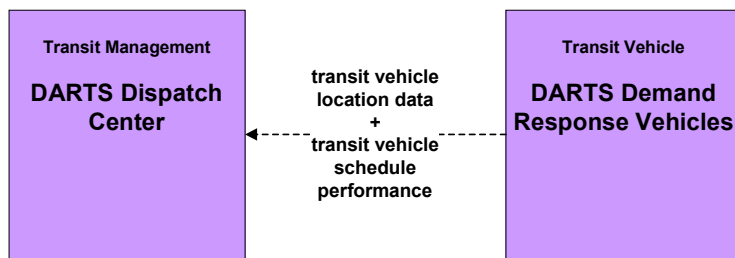 Transit Management
DARTS Dispatch
Center
transit vehicle
location data
+
transit vehicle
schedule
performance
Transit Vehicle
DARTS Demand
Response Vehicles